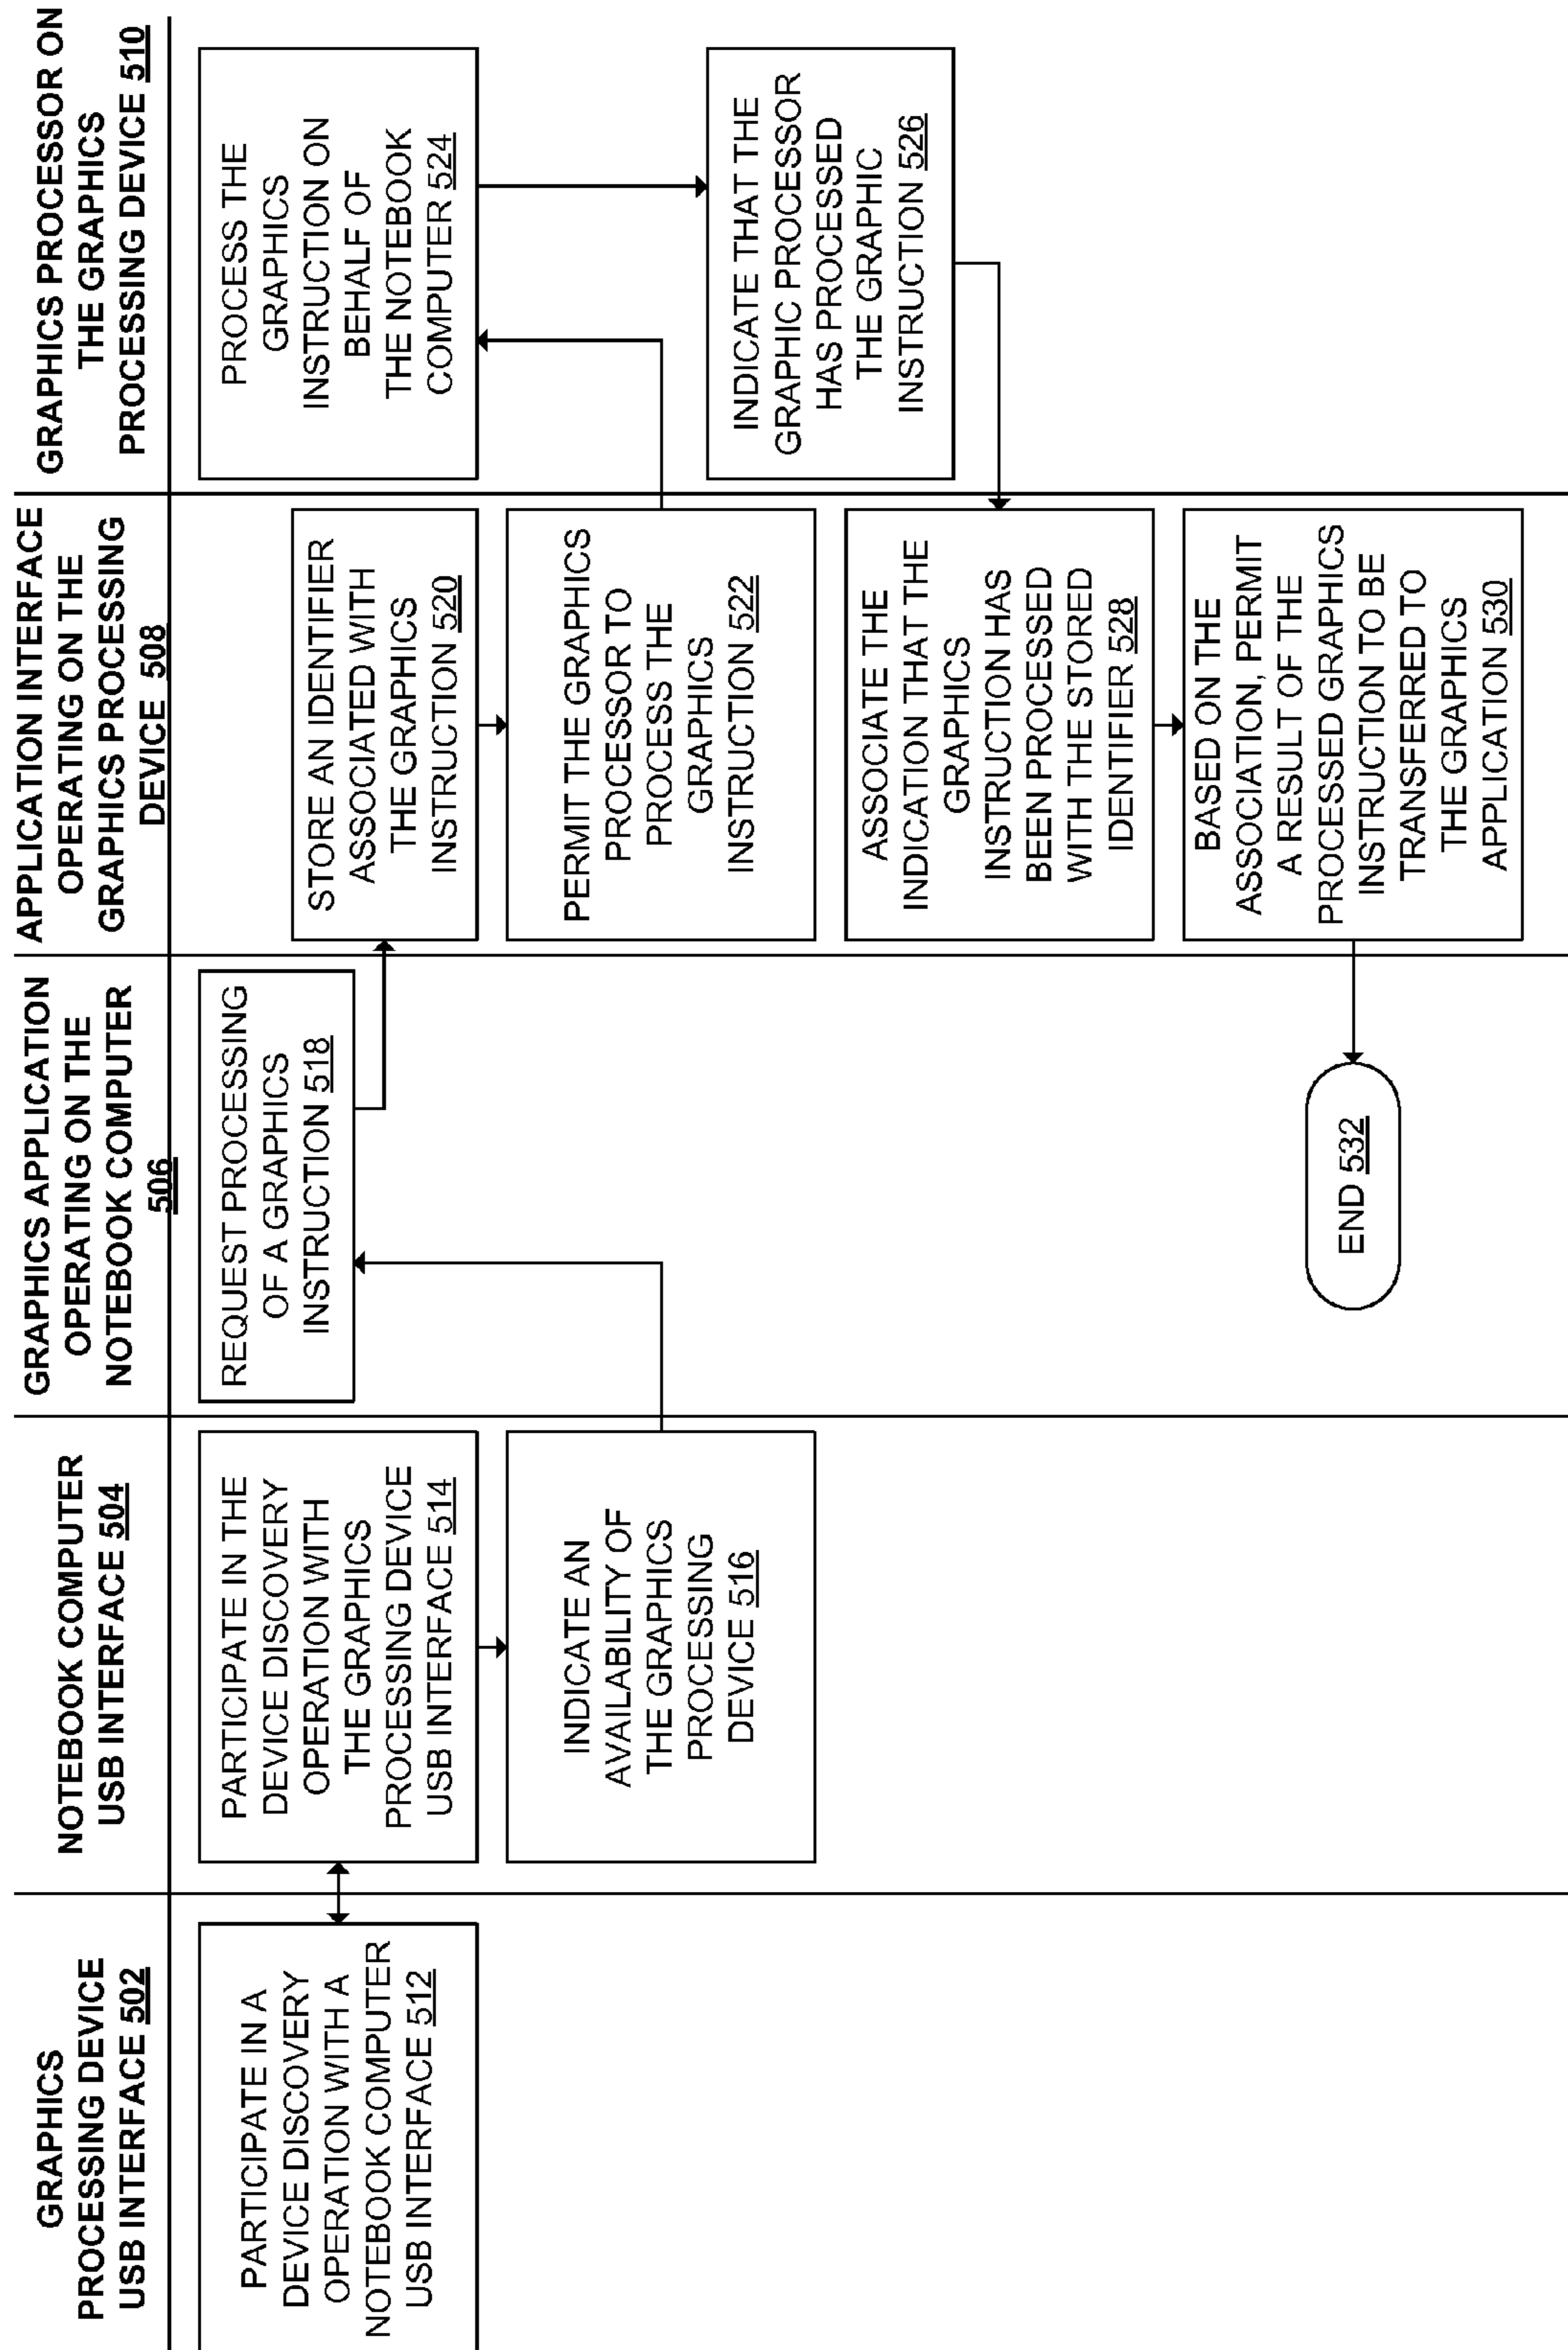 GRAPHICS
PROCESSING DEVICE
USB INTERFACE 502
NOTEBOOK COMPUTER
USB INTERFACE 504
GRAPHICS APPLICATION
OPERATING ON THE
NOTEBOOK COMPUTER
506
APPLICATION INTERFACE
OPERATING ON THE
GRAPHICS PROCESSING
DEVICE 508
GRAPHICS PROCESSOR ON
THE GRAPHICS
PROCESSING DEVICE 510
PARTICIPATE IN A
DEVICE DISCOVERY
OPERATION WITH A
NOTEBOOK COMPUTER
USB INTERFACE 512
PARTICIPATE IN THE
DEVICE DISCOVERY
OPERATION WITH
THE GRAPHICS
PROCESSING DEVICE
USB INTERFACE 514
INDICATE AN
AVAILABILITY OF
THE GRAPHICS
PROCESSING
DEVICE 516
REQUEST PROCESSING
OF A GRAPHICS
INSTRUCTION 518
STORE AN IDENTIFIER
ASSOCIATED WITH
THE GRAPHICS
INSTRUCTION 520
PERMIT THE GRAPHICS
PROCESSOR TO
PROCESS THE
GRAPHICS
INSTRUCTION 522
PROCESS THE
GRAPHICS
INSTRUCTION ON
BEHALF OF
THE NOTEBOOK
COMPUTER 524
INDICATE THAT THE
GRAPHIC PROCESSOR
HAS PROCESSED
THE GRAPHIC
INSTRUCTION 526
ASSOCIATE THE
INDICATION THAT THE
GRAPHICS
INSTRUCTION HAS
BEEN PROCESSED
WITH THE STORED
IDENTIFIER 528
BASED ON THE
ASSOCIATION, PERMIT
A RESULT OF THE
PROCESSED GRAPHICS
INSTRUCTION TO BE
TRANSFERRED TO
THE GRAPHICS
APPLICATION 530
END 532